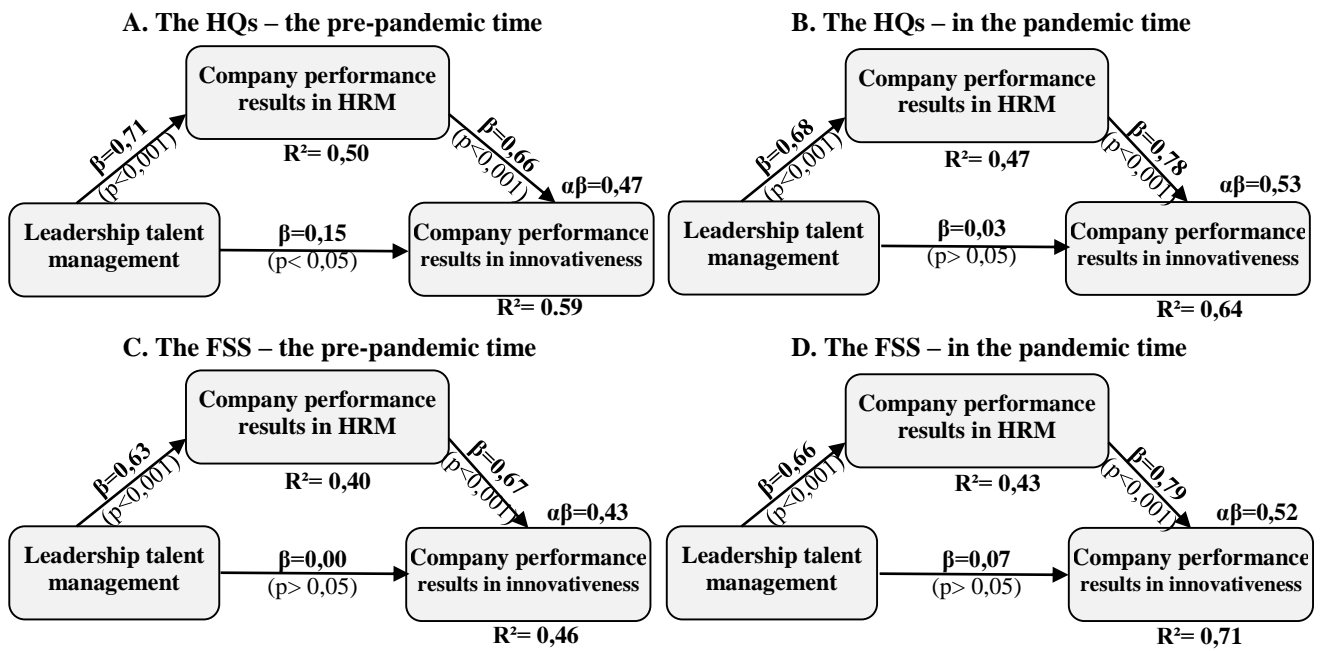 A. The HQs – the pre-pandemic time
Company performance
results in HRM
R²= 0,50
β=0,71
(p<0,001)
β=0,66
(p<0,001)
αβ=0,47
Leadership talent
management
β=0,15
(p< 0,05)
Company performance
results in innovativeness
R²= 0.59
B. The HQs – in the pandemic time
Company performance
results in HRM
R²= 0,47
β=0,68
(p<0,001)
β=0,78
(p<0,001)
αβ=0,53
Leadership talent
management
β=0,03
(p> 0,05)
Company performance
results in innovativeness
R²= 0,64
C. The FSS – the pre-pandemic time
Company performance
results in HRM
R²= 0,40
β=0,63
(p<0,001)
β=0,67
(p<0,001)
αβ=0,43
Leadership talent
management
β=0,00
(p> 0,05)
Company performance
results in innovativeness
R²= 0,46
D. The FSS – in the pandemic time
Company performance
results in HRM
R²= 0,43
β=0,66
(p<0,001)
β=0,79
(p<0,001)
αβ=0,52
Leadership talent
management
β=0,07
(p> 0,05)
Company performance
results in innovativeness
R²= 0,71